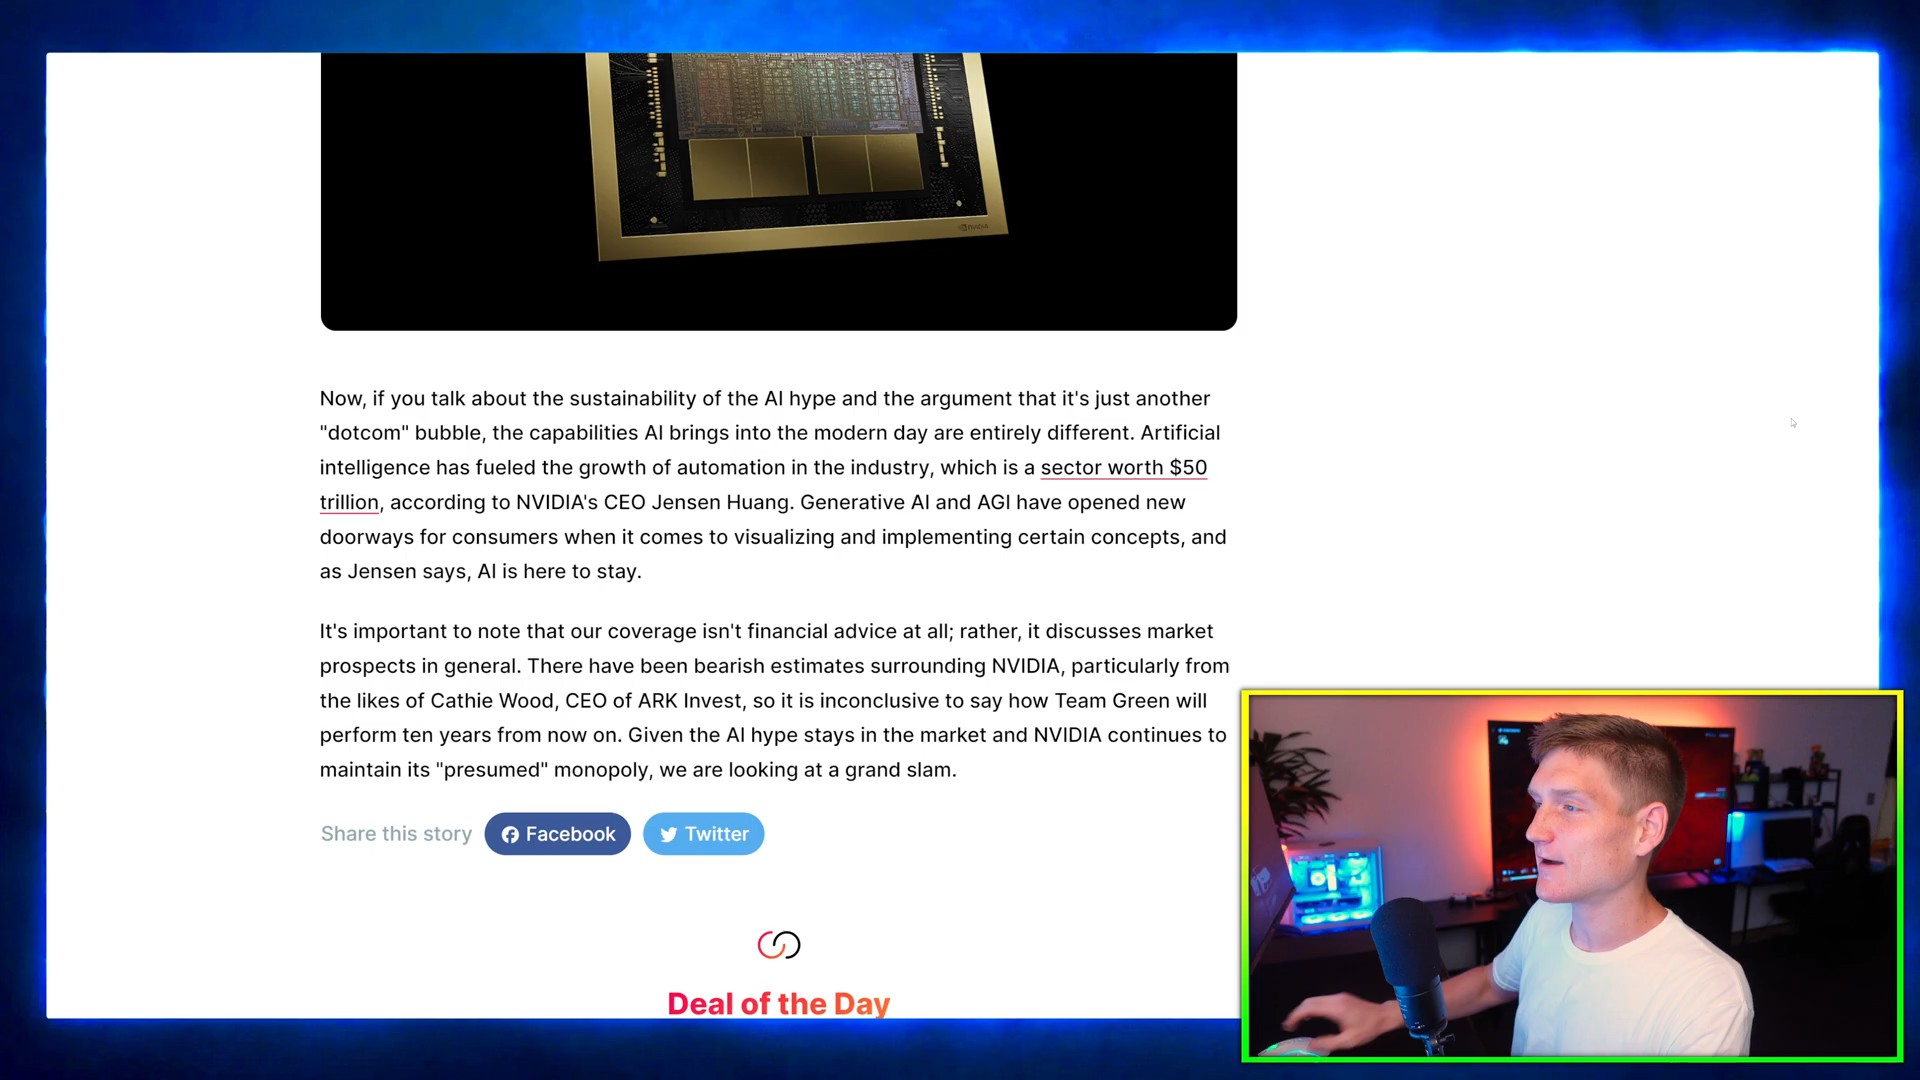 NVIDIA
Now, if you talk about the sustainability of the AI hype and the argument that it's just another
"dotcom" bubble, the capabilities AI brings into the modern day are entirely different. Artificial
intelligence has fueled the growth of automation in the industry, which is a sector worth $50
trillion, according to NVIDIA's CEO Jensen Huang. Generative AI and AGI have opened new
doorways for consumers when it comes to visualizing and implementing certain concepts, and
as Jensen says, AI is here to stay.
It's important to note that our coverage isn't financial advice at all; rather, it discusses market
prospects in general. There have been bearish estimates surrounding NVIDIA, particularly from
the likes of Cathie Wood, CEO of ARK Invest, so it is inconclusive to say how Team Green will
perform ten years from now on. Given the AI hype stays in the market and NVIDIA continues to
maintain its "presumed" monopoly, we are looking at a grand slam.
Share this story
Facebook
Twitter
Deal of the Day